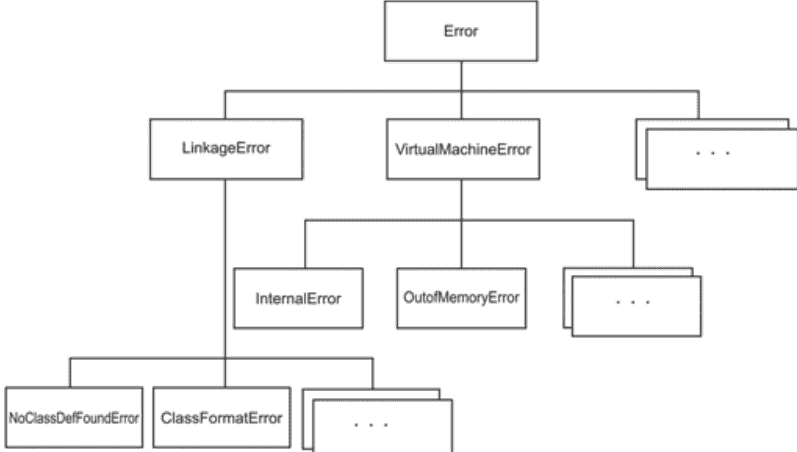 Error
LinkageError
VirtualMachineError
. . .
InternalError
OutofMemoryError
. . .
NoClassDefFoundError
ClassFormatError
. . .